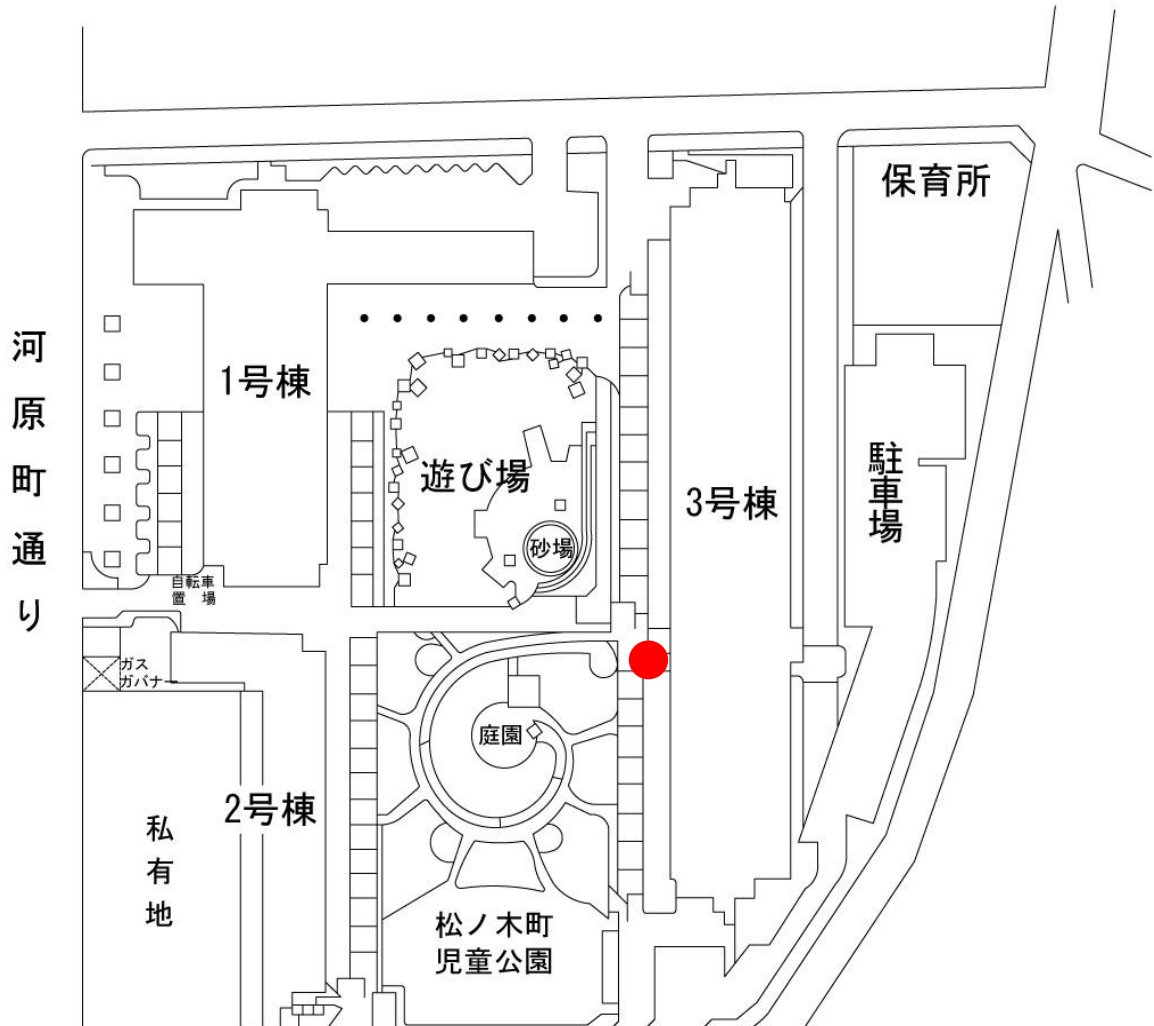 保育所
河原町通り
1号棟
遊び場
砂場
3号棟
駐車場
自転車
置場
ガス
ガバナー
庭園
2号棟
私有地
松ノ木町
児童公園